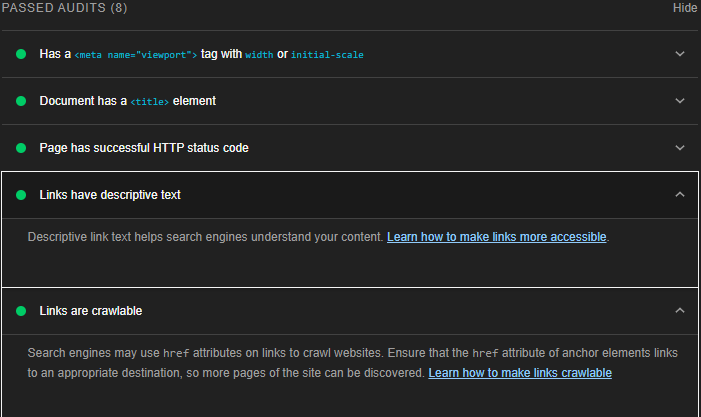 PASSED AUDITS (8)
Hide
Has a <meta name="viewport"> tag with width or initial-scale
Document has a <title> element
Page has successful HTTP status code
Links have descriptive text
Descriptive link text helps search engines understand your content. Learn how to make links more accessible.
Links are crawlable
Search engines may use href attributes on links to crawl websites. Ensure that the href attribute of anchor elements links
to an appropriate destination, so more pages of the site can be discovered. Learn how to make links crawlable